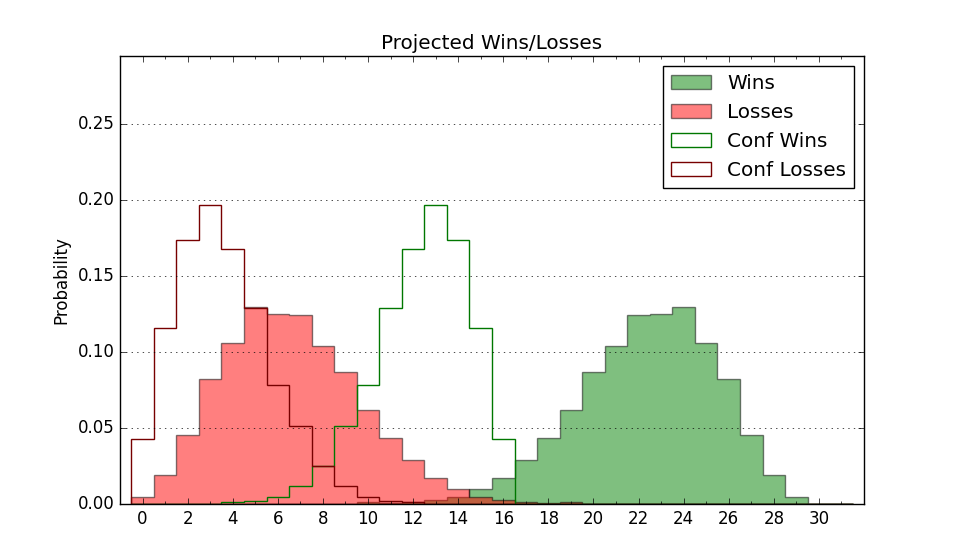 Projected Wins/Losses
Wins
Losses
Conf Wins
Conf Losses
Probability
0.25
0.20
0.15
0.10
0.05
0.00
0 2 4 6 8 10 12 14 16 18 20 22 24 26 28 30